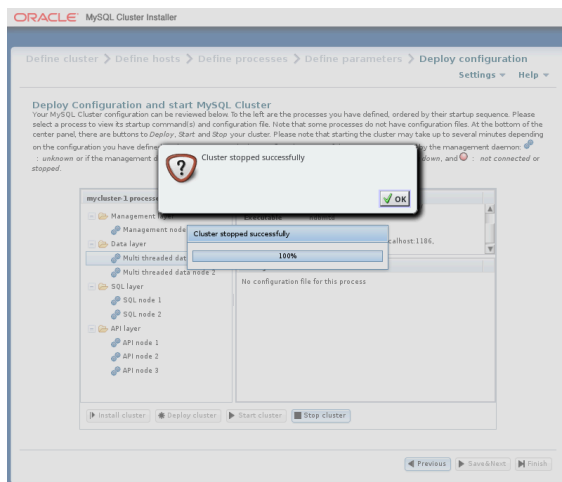 ORACLE MySQL Cluster Installer
Define cluster > Define hosts > Define processes > Define parameters > Deploy configuration
Settings Help
Deploy Configuration and start MySQL Cluster
Your MySQL Cluster configuration can be reviewed below. To the left are the processes you have defined, ordered by their startup sequence. Please
select a process to view its startup command(s) and configuration file. Note that some processes do not have configuration files. At the bottom of the
center panel, there are buttons to Deploy, Start and Stop your cluster. Please note that starting the cluster may take up to several minutes depending
on the configuration you have define
by the management daemon:
: unknown or if the management d
down, and : not connected or
stopped.
Cluster stopped successfully
OK
mycluster-1 processe
Management layer
Management node
Data layer
Multi threaded dat
Multi threaded data node 2
SQL layer
SQL node 1
SQL node 2
API layer
API node 1
API node 2
API node 3
Executable
calhost:1186,
Cluster stopped successfully
100%
No configuration file for this process
Install cluster Deploy cluster Start cluster Stop cluster
Previous Save&Next Finish